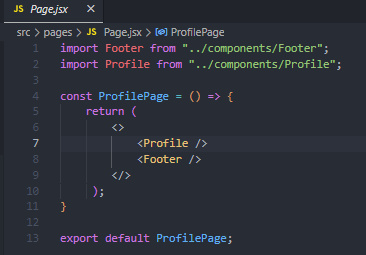 JS Page.jsx ×
src > pages > JS Page.jsx > ProfilePage
1 import Footer from "../components/Footer";
2 import Profile from "../components/Profile";
3
4 const ProfilePage = () => {
5     return (
6         <>
7             <Profile />
8             <Footer />
9         </>
10      );
11 }
12
13 export default ProfilePage;